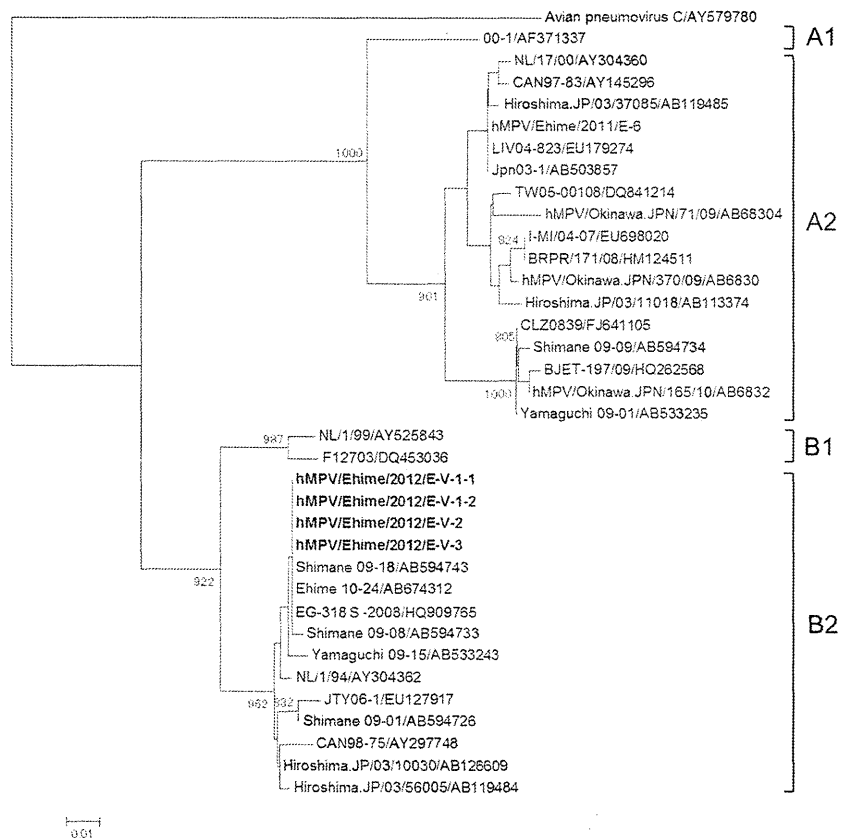 Avian pneumovirus C/AY579780
00-1/AF371337
A1
NL/17/00/AY304360
CAN97-83/AY145296
Hiroshima.JP/03/37085/AB119485
hMPV/Ehime/2011/E-6
LIV04-823/EU179274
Jpn03-1/AB503857
1000
TW05-00108/DQ841214
hMPV/Okinawa.JPN/71/09/AB68304
A2
824
I-MI/04-07/EU698020
BRPR/171/08/HM124511
hMPV/Okinawa.JPN/370/09/AB6830
901
Hiroshima.JP/03/11018/AB113374
CLZ0839/FJ641105
805
Shimane 09-09/AB594734
BJET-197/09/HQ262568
1000
hMPV/Okinawa.JPN/165/10/AB6832
Yamaguchi 09-01/AB533235
987
NL/1/99/AY525843
B1
F12703/DQ453036
hMPV/Ehime/2012/E-V-1-1
hMPV/Ehime/2012/E-V-1-2
hMPV/Ehime/2012/E-V-2
hMPV/Ehime/2012/E-V-3
Shimane 09-18/AB594743
922
Ehime 10-24/AB674312
EG-318 S -2008/HQ909765
B2
Shimane 09-08/AB594733
Yamaguchi 09-15/AB533243
NL/1/94/AY304362
962
932
JTY06-1/EU127917
Shimane 09-01/AB594726
CAN98-75/AY297748
Hiroshima.JP/03/10030/AB126609
Hiroshima.JP/03/56005/AB119484
0.01